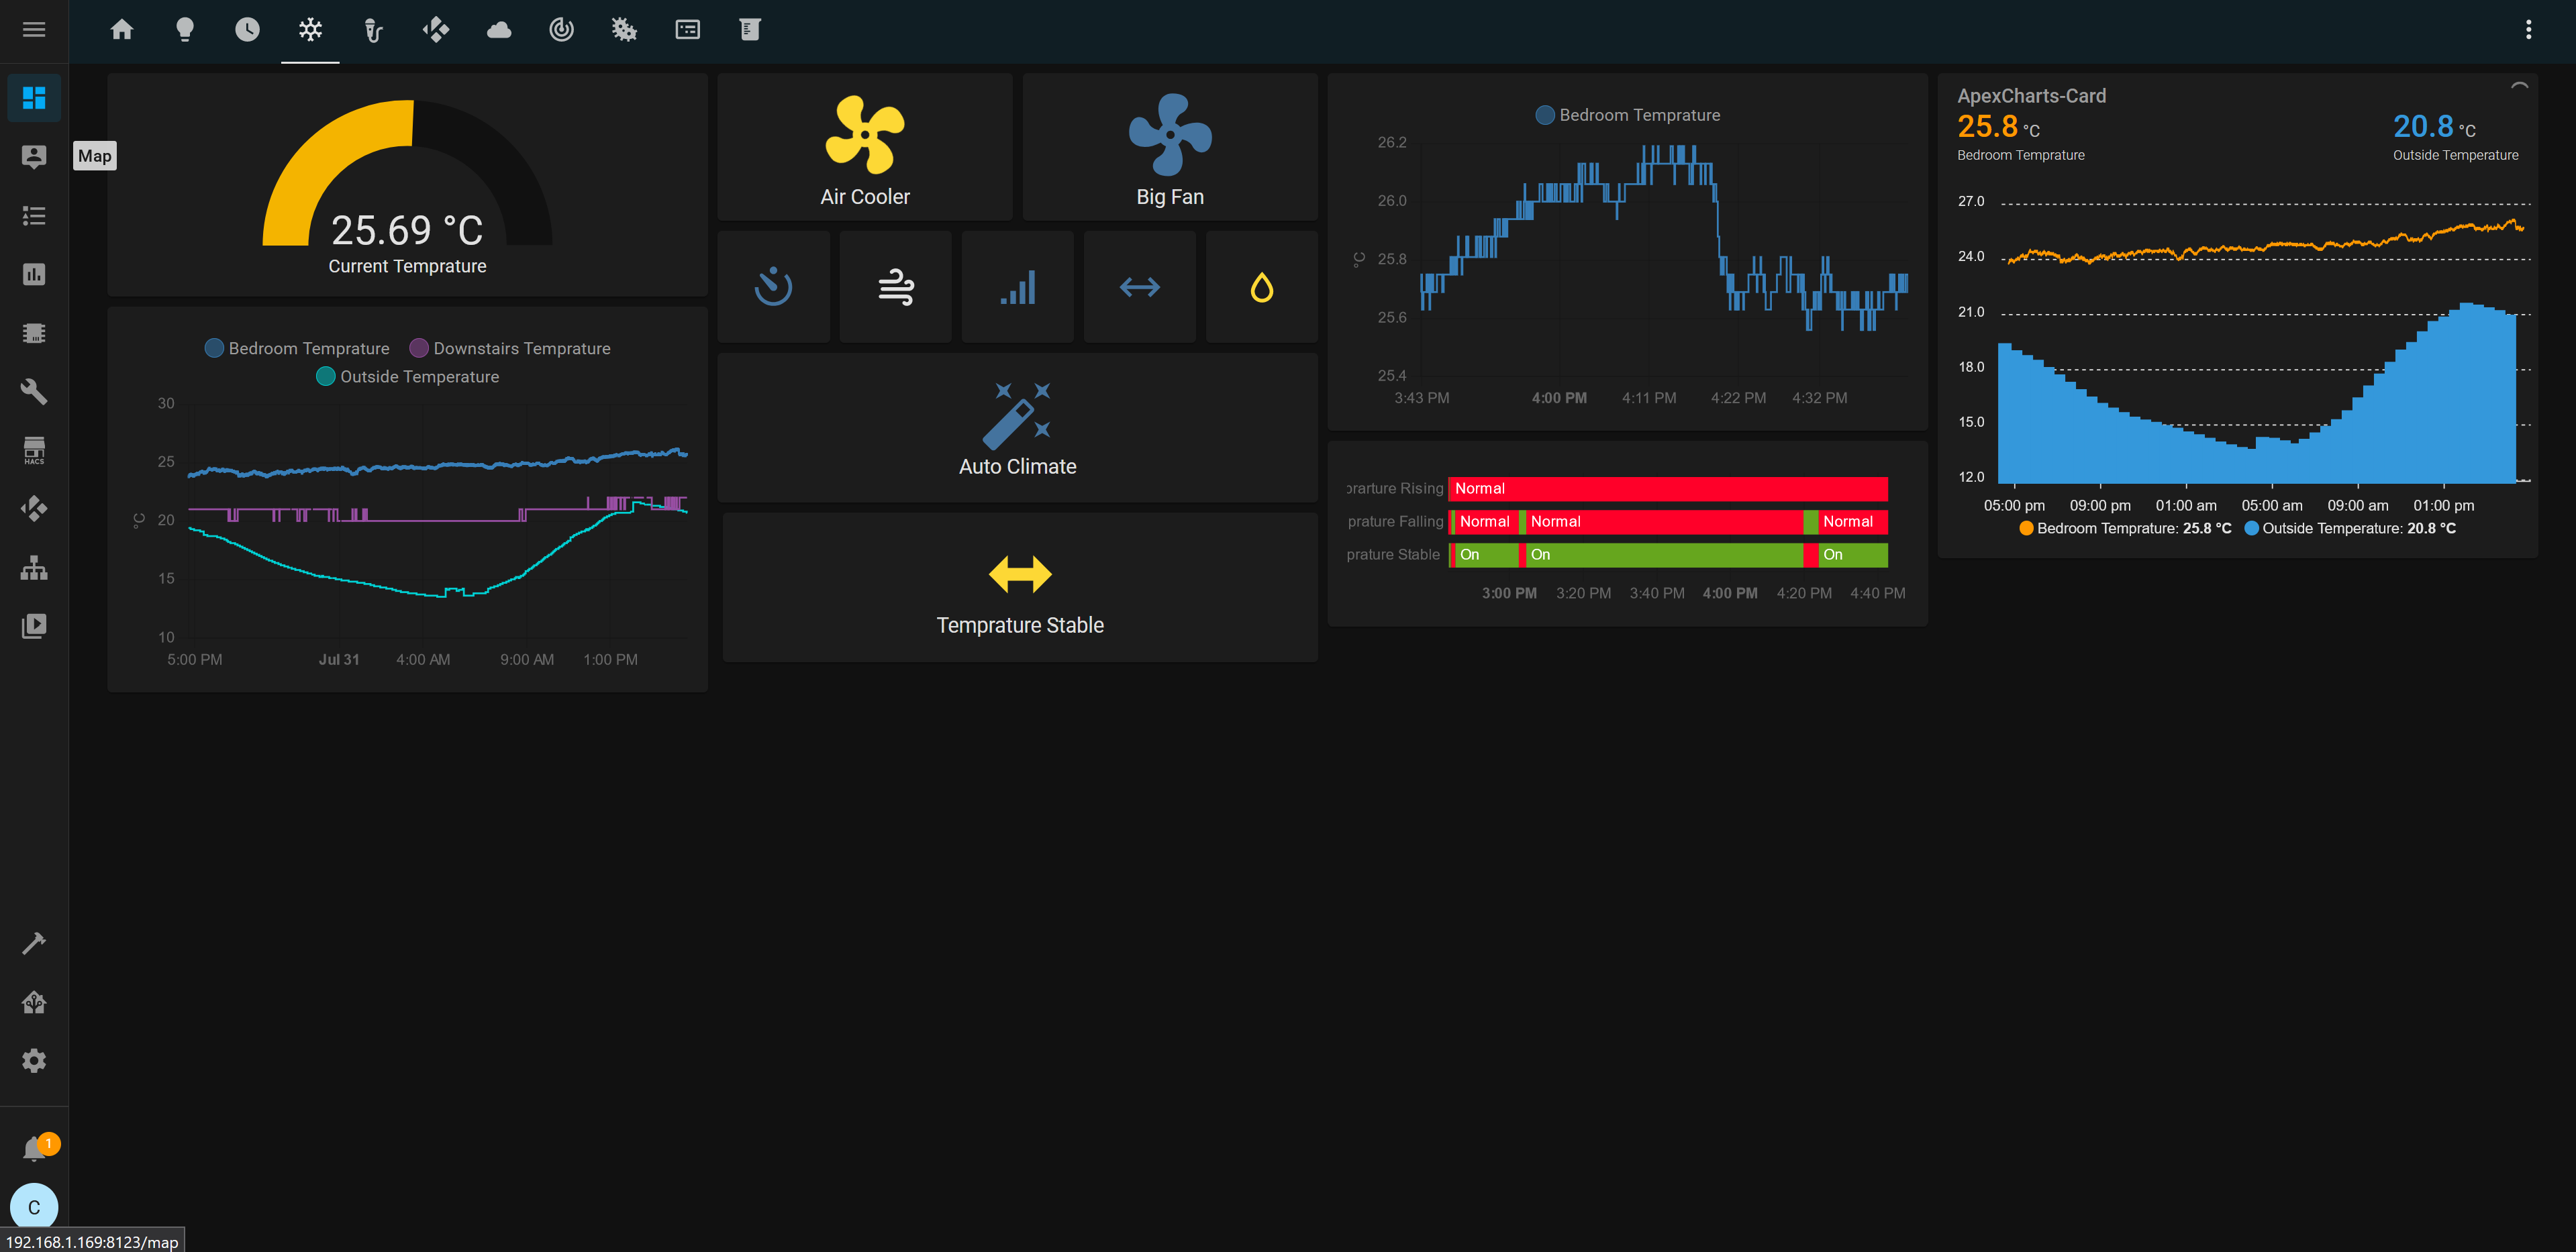 Map
HACS
1
C
192.168.1.169:8123/map
25.69 °C
Current Temprature
Bedroom Temprature Downstairs Temprature
Outside Temperature
30
25
20
15
10
°C
5:00 PM Jul 31 4:00 AM 9:00 AM 1:00 PM
Air Cooler
Big Fan
Auto Climate
Temprature Stable
Bedroom Temprature
26.2
26.0
25.8
25.6
25.4
°C
3:43 PM 4:00 PM 4:11 PM 4:22 PM 4:32 PM
prarture Rising Normal
prature Falling Normal Normal Normal
prature Stable On On On
3:00 PM 3:20 PM 3:40 PM 4:00 PM 4:20 PM 4:40 PM
ApexCharts-Card
25.8 °C
Bedroom Temprature
20.8 °C
Outside Temperature
27.0
24.0
21.0
18.0
15.0
12.0
05:00 pm 09:00 pm 01:00 am 05:00 am 09:00 am 01:00 pm
Bedroom Temprature: 25.8 °C Outside Temperature: 20.8 °C